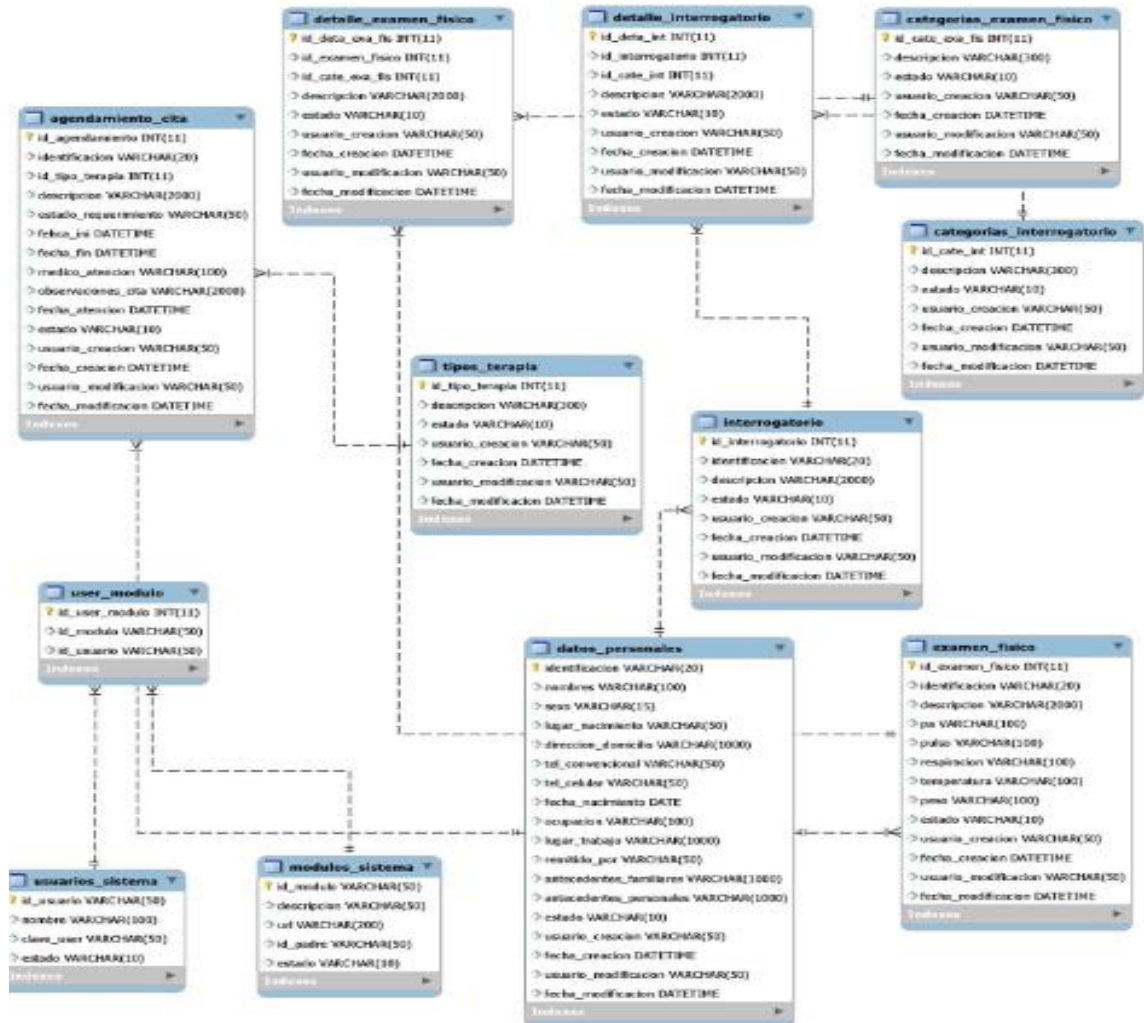 detalle_examen_fisico
id_deta_exa_fis INT(11)
id_examen_fisico INT(11)
id_cate_exa_fis INT(11)
descripcion VARCHAR(2000)
estado VARCHAR(10)
usuario_creacion VARCHAR(50)
fecha_creacion DATETIME
usuario_modificacion VARCHAR(50)
fecha_modificacion DATETIME
Indexes
detalle_interrogatorio
id_deta_int INT(11)
id_interrogatorio INT(11)
id_cate_int INT(11)
descripcion VARCHAR(2000)
estado VARCHAR(10)
usuario_creacion VARCHAR(50)
fecha_creacion DATETIME
usuario_modificacion VARCHAR(50)
fecha_modificacion DATETIME
Indexes
categorias_examen_fisico
id_cate_exa_fis INT(11)
descripcion VARCHAR(300)
estado VARCHAR(10)
usuario_creacion VARCHAR(50)
fecha_creacion DATETIME
usuario_modificacion VARCHAR(50)
fecha_modificacion DATETIME
Indexes
agendamiento_cita
id_agendamiento INT(11)
identificacion VARCHAR(20)
id_tipo_terapia INT(11)
descripcion VARCHAR(2000)
estado_requerimiento VARCHAR(50)
DATETIME
fecha_fin DATETIME
medico_atencion VARCHAR(100)
observaciones_cita VARCHAR(2000)
fecha_atencion DATETIME
estado VARCHAR(10)
usuario_creacion VARCHAR(50)
fecha_creacion DATETIME
usuario_modificacion VARCHAR(50)
fecha_modificacion DATETIME
Indexes
categorias_interrogatorio
id_cate_int INT(11)
descripcion VARCHAR(300)
estado VARCHAR(10)
usuario_creacion VARCHAR(50)
fecha_creacion DATETIME
usuario_modificacion VARCHAR(50)
fecha_modificacion DATETIME
Indexes
tipos_terapia
id_tipo_terapia INT(11)
descripcion VARCHAR(300)
estado VARCHAR(10)
usuario_creacion VARCHAR(50)
fecha_creacion DATETIME
usuario_modificacion VARCHAR(50)
fecha_modificacion DATETIME
Indexes
interrogatorio
id_interrogatorio INT(11)
identificacion VARCHAR(20)
descripcion VARCHAR(2000)
estado VARCHAR(10)
usuario_creacion VARCHAR(50)
fecha_creacion DATETIME
usuario_modificacion VARCHAR(50)
fecha_modificacion DATETIME
Indexes
user_modulo
id_user_modulo INT(11)
id_modulo VARCHAR(50)
id_usuario VARCHAR(50)
Indexes
datos_personales
identificacion VARCHAR(20)
nombres VARCHAR(100)
sexo VARCHAR(15)
lugar_nacimiento VARCHAR(50)
direccion_domicilio VARCHAR(1000)
tel_convencional VARCHAR(50)
tel_celular VARCHAR(50)
fecha_nacimiento DATE
ocupacion VARCHAR(100)
lugar_trabajo VARCHAR(1000)
remitido_por VARCHAR(50)
antecedentes_familiares VARCHAR(1000)
antecedentes_personales VARCHAR(1000)
estado VARCHAR(10)
usuario_creacion VARCHAR(50)
fecha_creacion DATETIME
usuario_modificacion VARCHAR(50)
fecha_modificacion DATETIME
Indexes
examen_fisico
id_examen_fisico INT(11)
identificacion VARCHAR(20)
descripcion VARCHAR(2000)
pa VARCHAR(100)
pulso VARCHAR(100)
respiracion VARCHAR(100)
temperatura VARCHAR(100)
peso VARCHAR(100)
estado VARCHAR(10)
usuario_creacion VARCHAR(50)
fecha_creacion DATETIME
usuario_modificacion VARCHAR(50)
fecha_modificacion DATETIME
Indexes
usuarios_sistema
id_usuario VARCHAR(50)
nombre VARCHAR(100)
clave_user VARCHAR(50)
estado VARCHAR(10)
Indexes
modulos_sistema
id_modulo VARCHAR(50)
descripcion VARCHAR(50)
url VARCHAR(200)
id_padre VARCHAR(50)
estado VARCHAR(10)
Indexes